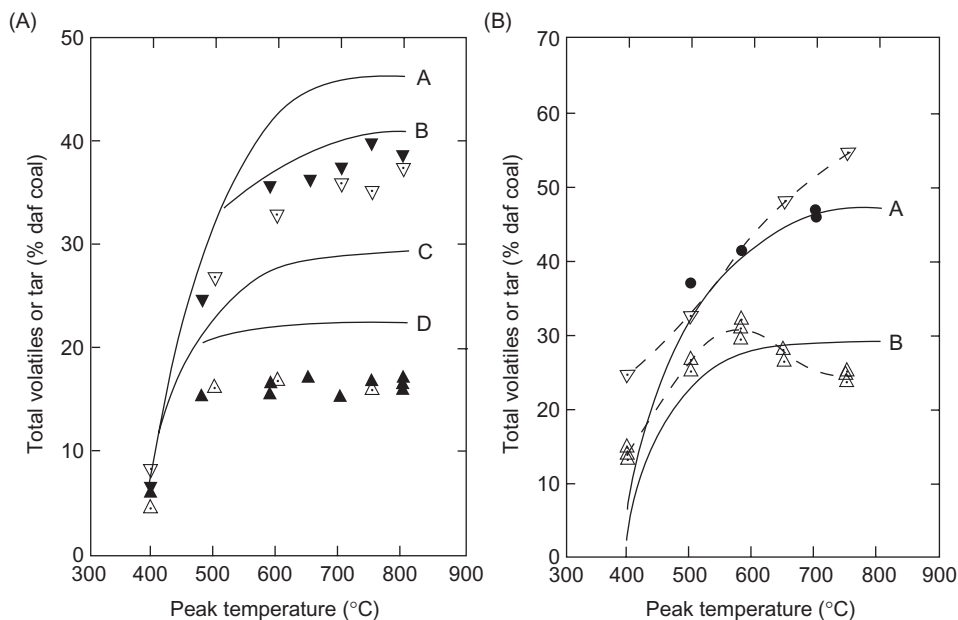 (A)
50
40
30
20
10
0
300 400 500 600 700 800 900
Peak temperature (°C)
Total volatiles or tar (% daf coal)
A
B
C
D
(B)
70
60
50
40
30
20
10
0
300 400 500 600 700 800 900
Peak temperature (°C)
Total volatiles or tar (% daf coal)
A
B